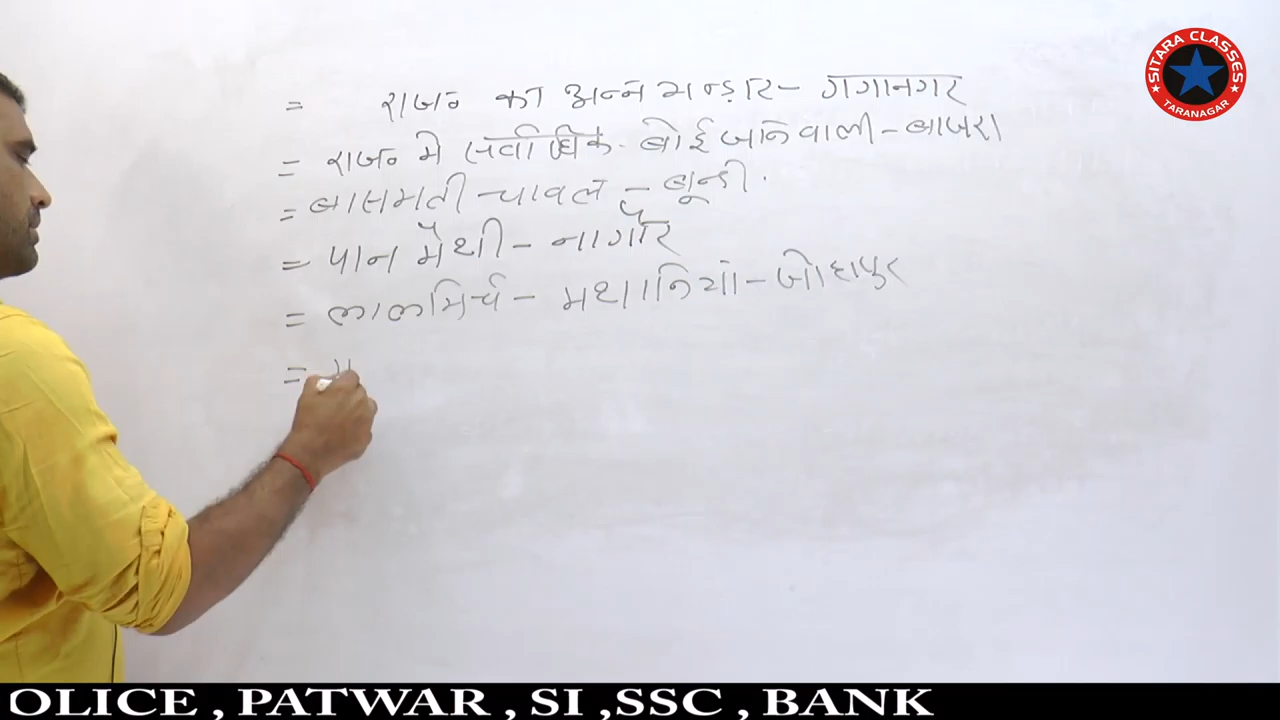 = राज० का अन्न भण्ड़ार - गंगानगर
= राज० मे सर्वाधिक बोई जानेवाली - बाजरा
= बासमती - चावल - बून्दी.
= पान मैथी - नागौर
= लालमिर्च - मथानियां - जोधपुर
=
SITARA CLASSES
TARANAGAR
OLICE , PATWAR , SI ,SSC , BANK